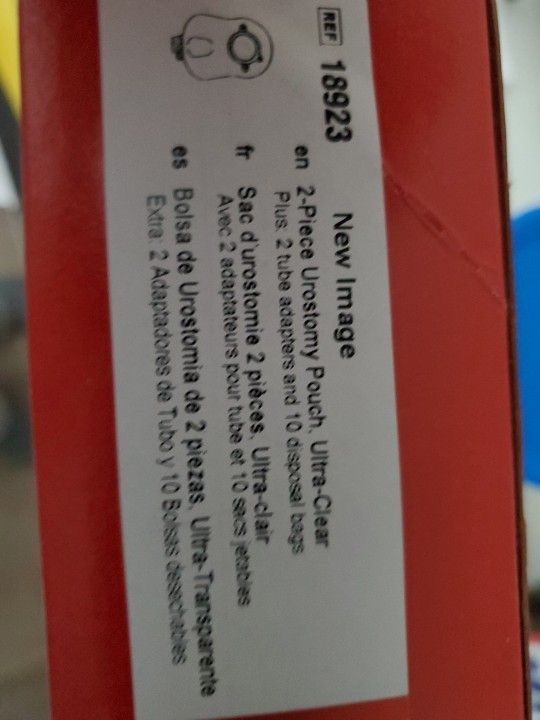 REF 18923
New Image
en 2-Piece Urostomy Pouch, Ultra-Clear
Plus: 2 tube adapters and 10 disposal bags
fr Sac d'urostomie 2 pièces, Ultra-clair
Avec 2 adaptateurs pour tube et 10 sacs jetables
es Bolsa de Urostomia de 2 piezas, Ultra-Transparente
Extra: 2 Adaptadores de Tubo y 10 Bolsas desechables